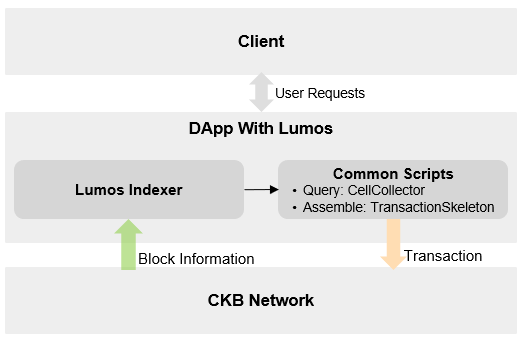 Client
User Requests
DApp With Lumos
Lumos Indexer
Common Scripts
• Query: CellCollector
• Assemble: TransactionSkeleton
Block Information
Transaction
CKB Network